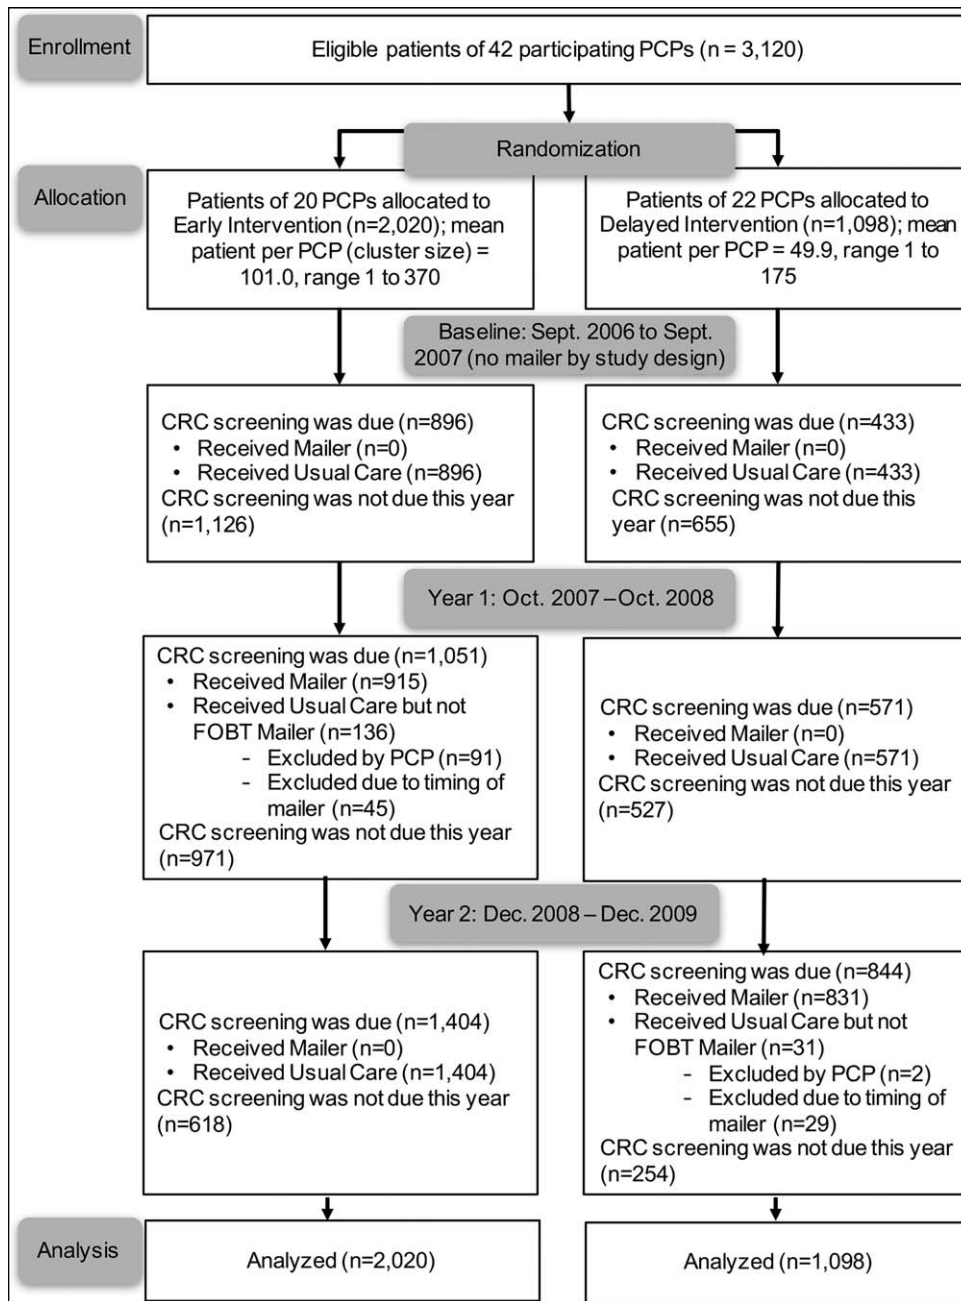 Enrollment
Eligible patients of 42 participating PCPs (n = 3,120)
Randomization
Allocation
Patients of 20 PCPs allocated to
Early Intervention (n=2,020); mean
patient per PCP (cluster size) =
101.0, range 1 to 370
Patients of 22 PCPs allocated to
Delayed Intervention (n=1,098); mean
patient per PCP = 49.9, range 1 to
175
Baseline: Sept. 2006 to Sept.
2007 (no mailer by study design)
CRC screening was due (n=896)
• Received Mailer (n=0)
• Received Usual Care (n=896)
CRC screening was not due this year
(n=1,126)
CRC screening was due (n=433)
• Received Mailer (n=0)
• Received Usual Care (n=433)
CRC screening was not due this
year (n=655)
Year 1: Oct. 2007 – Oct. 2008
CRC screening was due (n=1,051)
• Received Mailer (n=915)
• Received Usual Care but not
FOBT Mailer (n=136)
- Excluded by PCP (n=91)
- Excluded due to timing of
mailer (n=45)
CRC screening was not due this year
(n=971)
CRC screening was due (n=571)
• Received Mailer (n=0)
• Received Usual Care (n=571)
CRC screening was not due this year
(n=527)
Year 2: Dec. 2008 – Dec. 2009
CRC screening was due (n=1,404)
• Received Mailer (n=0)
• Received Usual Care (n=1,404)
CRC screening was not due this year
(n=618)
CRC screening was due (n=844)
• Received Mailer (n=831)
• Received Usual Care but not
FOBT Mailer (n=31)
- Excluded by PCP (n=2)
- Excluded due to timing of
mailer (n=29)
CRC screening was not due this year
(n=254)
Analysis
Analyzed (n=2,020)
Analyzed (n=1,098)